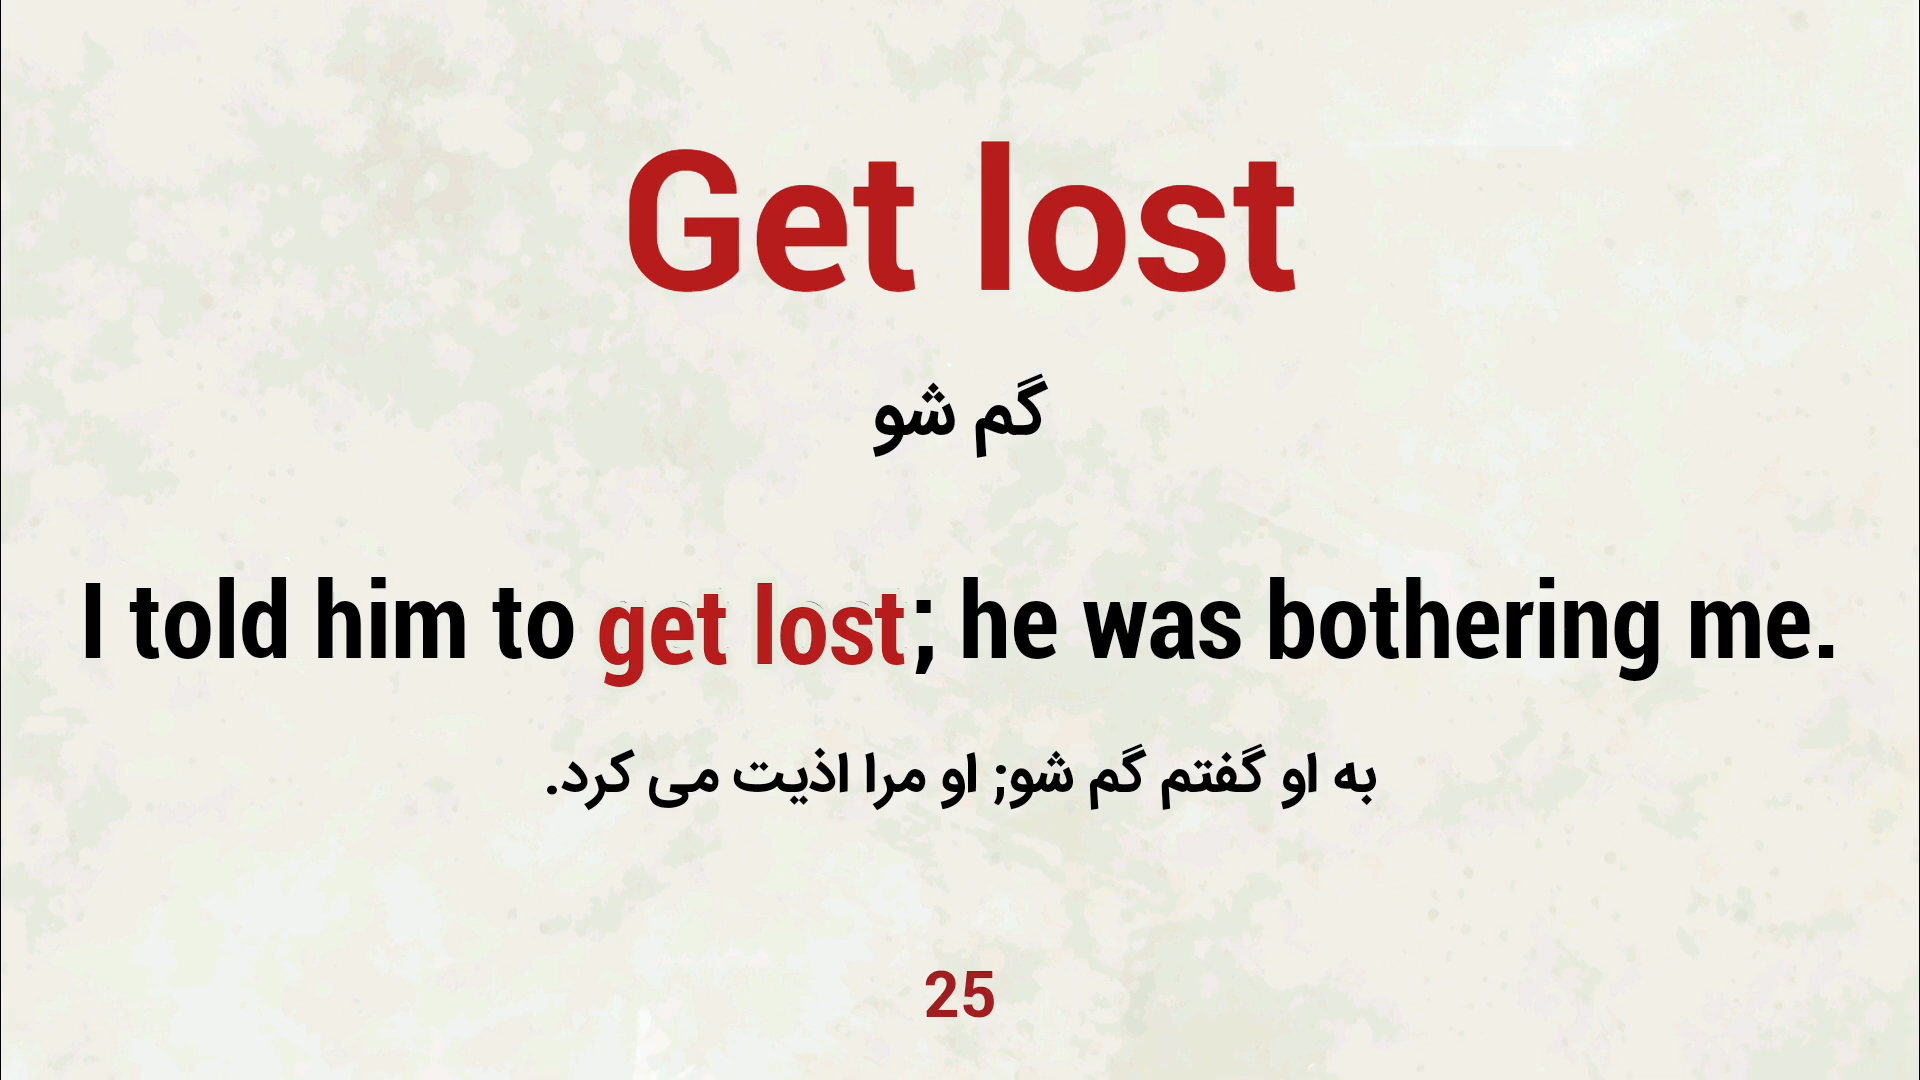 Get lost
گم شو
I told him to get lost; he was bothering me.
به او گفتم گم شو; او مرا اذیت می کرد.
25